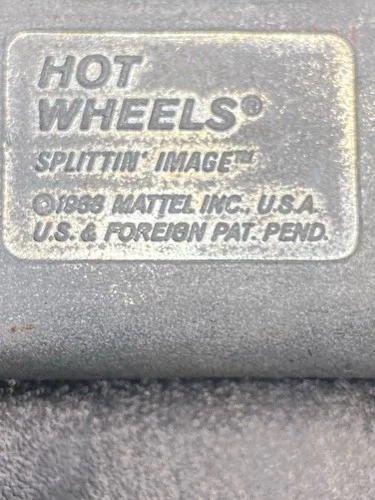 HOT
WHEELS®
SPLITTIN' IMAGE™
©1968 MATTEL INC., U.S.A.
U.S. & FOREIGN PAT. PEND.